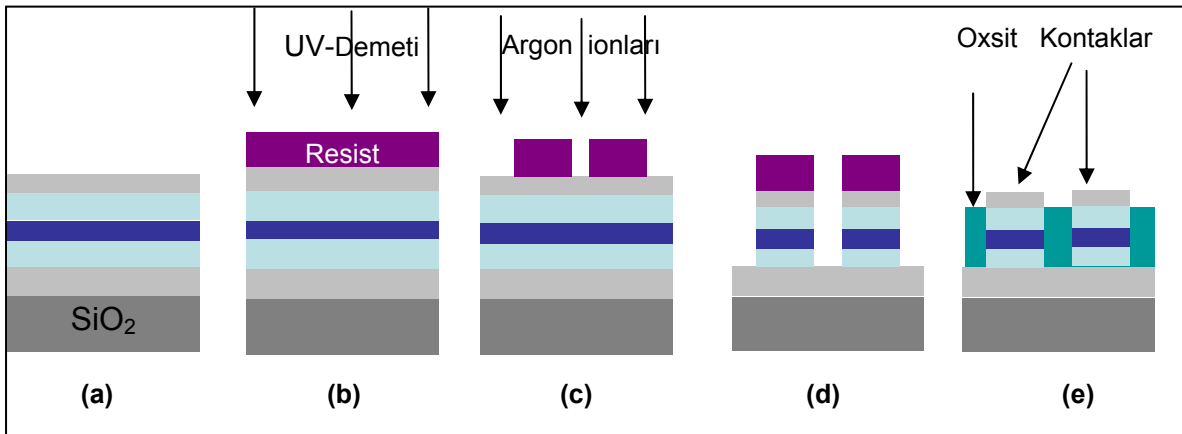 UV-Demeti
Argon ionları
Oxsit Kontaklar
Resist
SiO₂
(a) (b) (c) (d) (e)